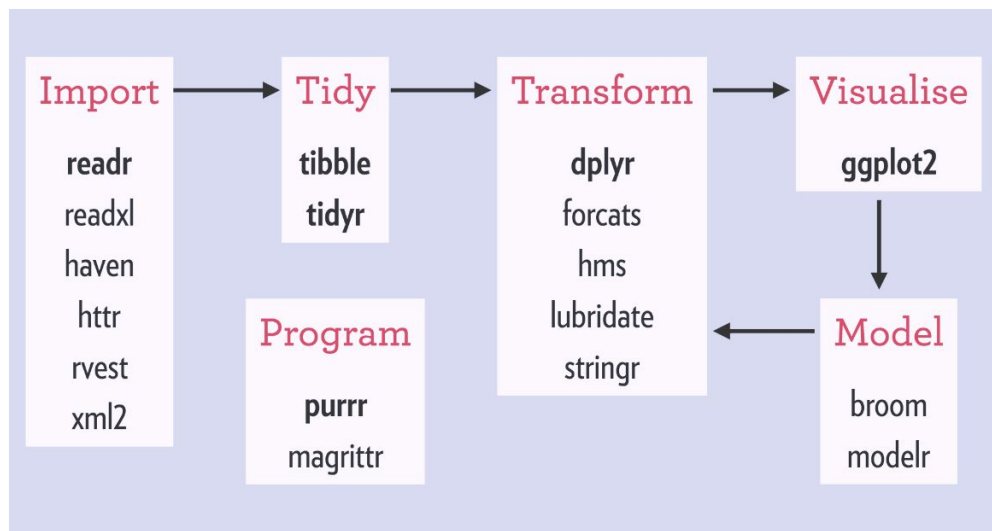 Import
readr
readxl
haven
httr
rvest
xml2
Tidy
tibble
tidyr
Program
purrr
magrittr
Transform
dplyr
forcats
hms
lubridate
stringr
Visualise
ggplot2
Model
broom
modelr